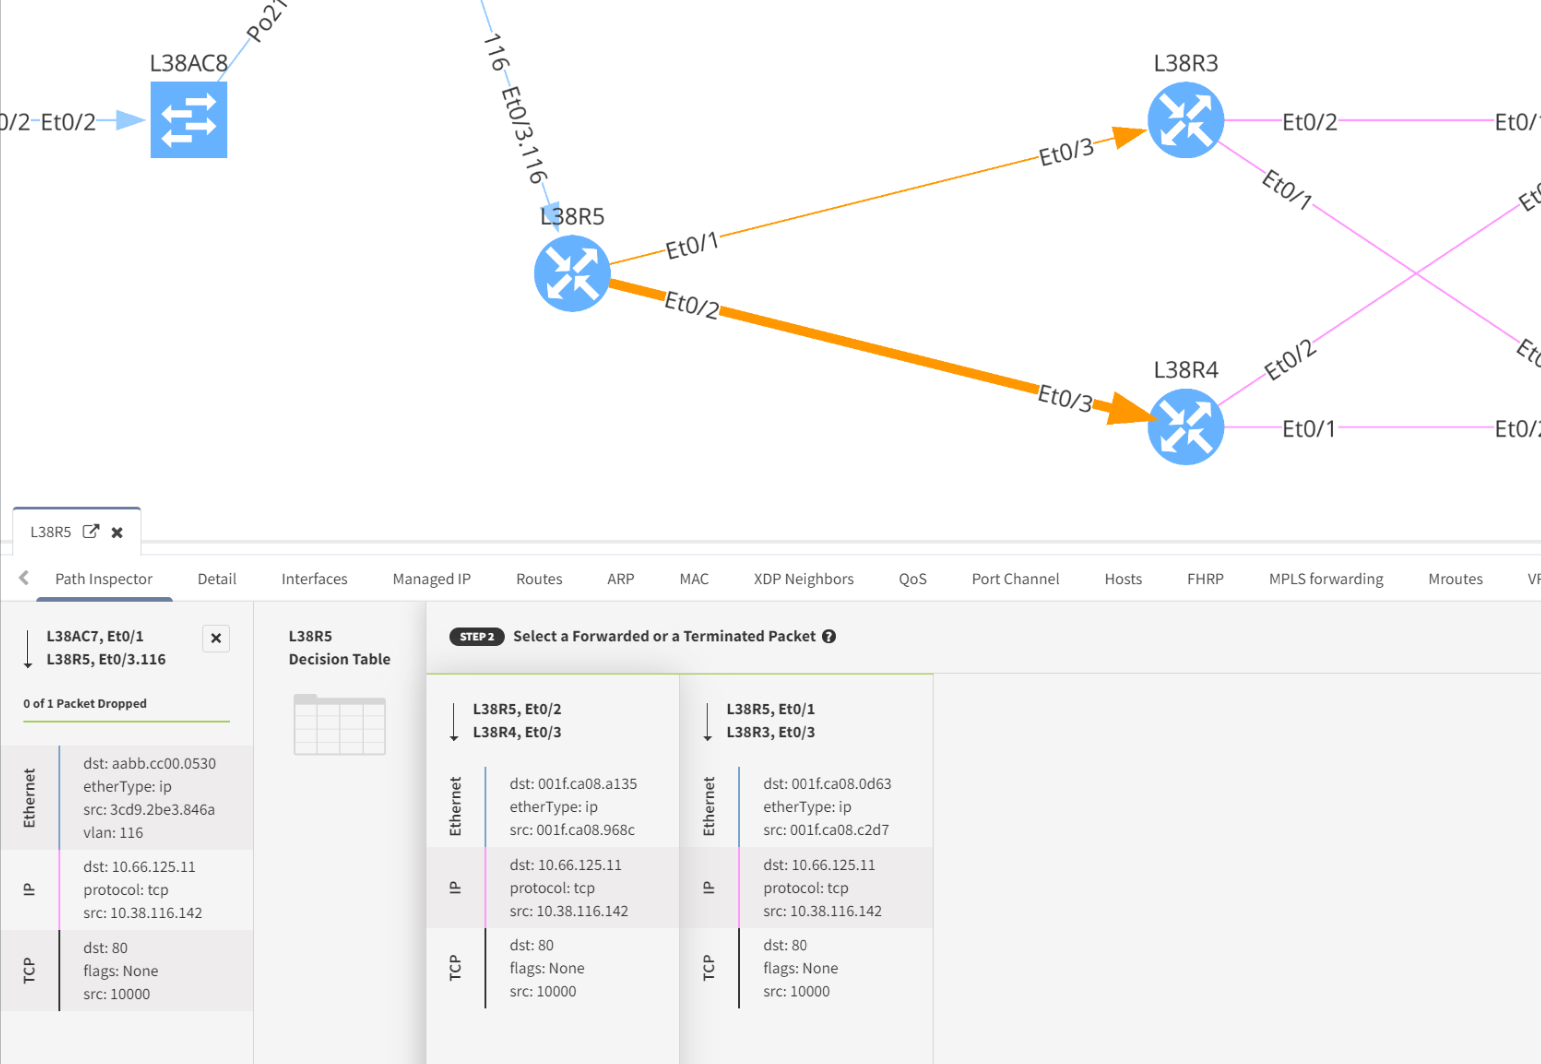 L38AC8
Po21
0/2
Et0/2
116
Et0/3.116
L38R5
Et0/1
Et0/3
Et0/2
Et0/3
L38R3
Et0/2
Et0/1
L38R4
Et0/2
Et0/1
Et0/2
L38R5
Path Inspector
Detail
Interfaces
Managed IP
Routes
ARP
MAC
XDP Neighbors
QoS
Port Channel
Hosts
FHRP
MPLS forwarding
Mroutes
L38AC7, Et0/1
L38R5, Et0/3.116
0 of 1 Packet Dropped
Ethernet
dst: aabb.cc00.0530
etherType: ip
src: 3cd9.2be3.846a
vlan: 116
IP
dst: 10.66.125.11
protocol: tcp
src: 10.38.116.142
TCP
dst: 80
flags: None
src: 10000
L38R5
Decision Table
STEP 2 Select a Forwarded or a Terminated Packet ?
L38R5, Et0/2
L38R4, Et0/3
Ethernet
dst: 001f.ca08.a135
etherType: ip
src: 001f.ca08.968c
IP
dst: 10.66.125.11
protocol: tcp
src: 10.38.116.142
TCP
dst: 80
flags: None
src: 10000
L38R5, Et0/1
L38R3, Et0/3
Ethernet
dst: 001f.ca08.0d63
etherType: ip
src: 001f.ca08.c2d7
IP
dst: 10.66.125.11
protocol: tcp
src: 10.38.116.142
TCP
dst: 80
flags: None
src: 10000